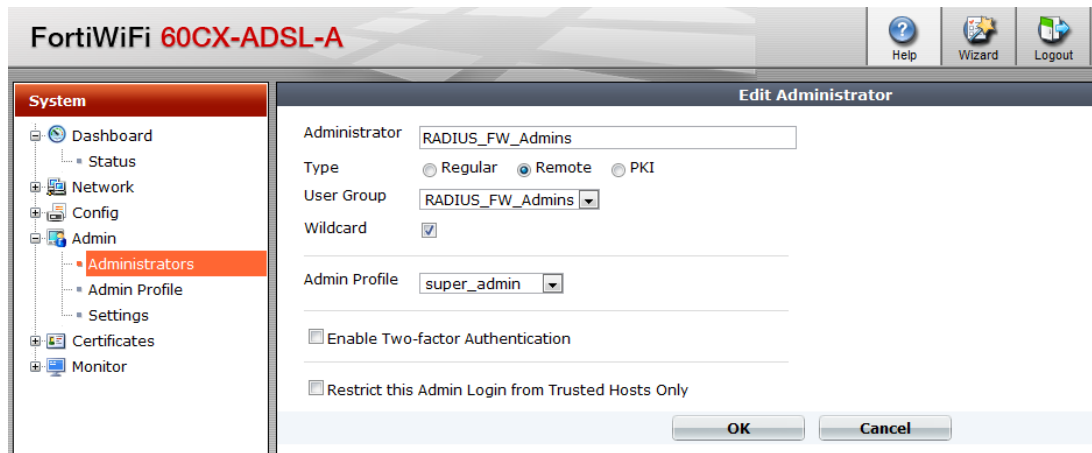 FortiWiFi 60CX-ADSL-A
Help
Wizard
Logout
System
Dashboard
Status
Network
Config
Admin
Administrators
Admin Profile
Settings
Certificates
Monitor
Edit Administrator
Administrator RADIUS_FW_Admins
Type Regular Remote PKI
User Group RADIUS_FW_Admins
Wildcard
Admin Profile super_admin
Enable Two-factor Authentication
Restrict this Admin Login from Trusted Hosts Only
OK Cancel